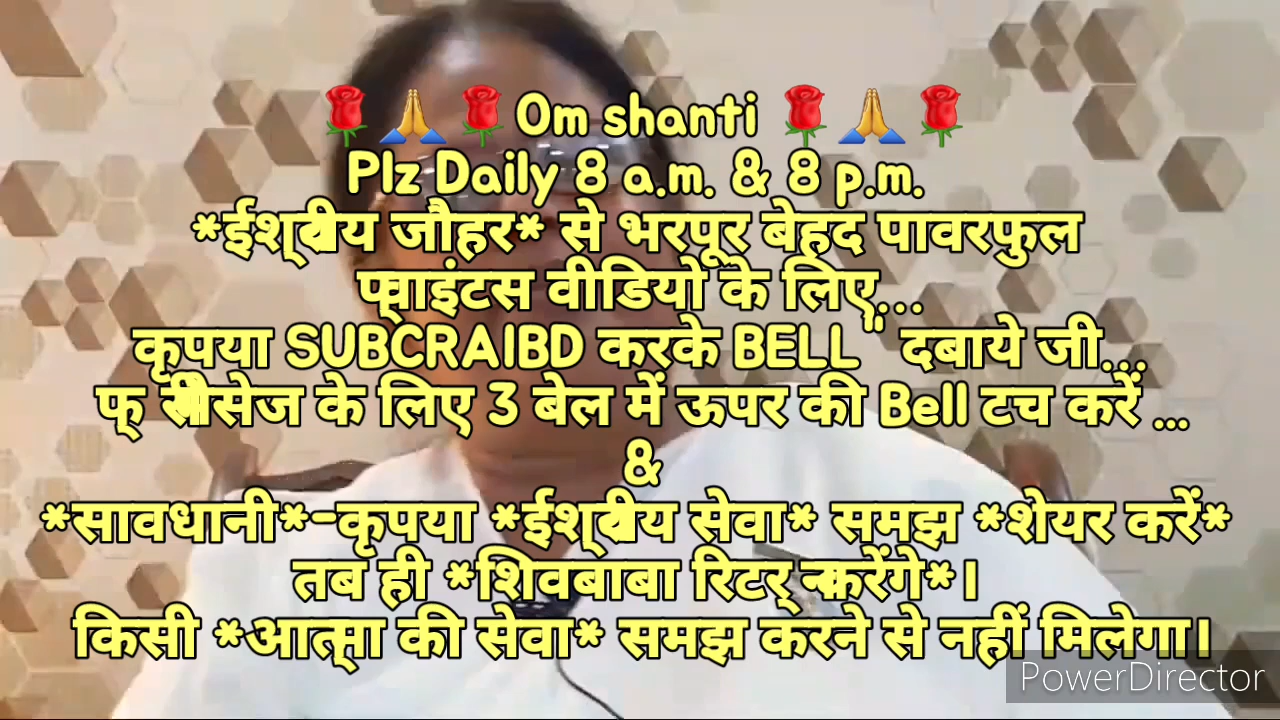 🌹🙏🌹Om shanti 🌹🙏🌹
Plz Daily 8 a.m. & 8 p.m.
*ईश्वरीय जौहर* से भरपूर बेहद पावरफुल
प्वाइंटस वीडियो के लिए...
कृपया SUBCRAIBD करके BELL" दबाये जी...
के लिए 3 बेल में ऊपर की Bell टच करें ...
&
*सावधानी*-कृपया *ईश्वरीय सेवा* समझ *शेयर करें*
तब ही *शिवबाबा रिटर्न करेंगे*।
किसी *आत्मा की सेवा* समझ करने से नहीं मिलेगा।
PowerDirector